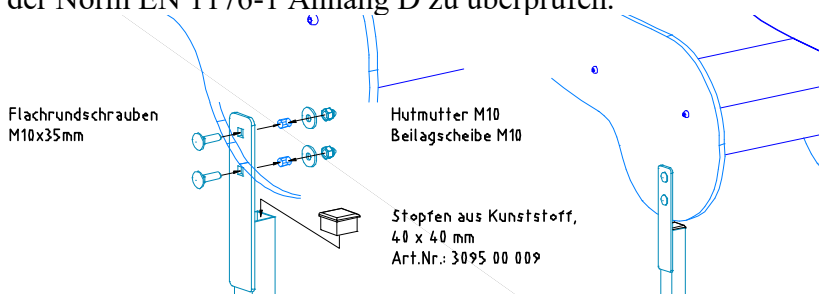 der Norm EN 1176-1 Anhang D zu überprüfen.
Flachrundschrauben
M10x35mm
Hutmutter M10
Beilagscheibe M10
Stopfen aus Kunststoff,
40 x 40 mm
Art.Nr.: 3095 00 009